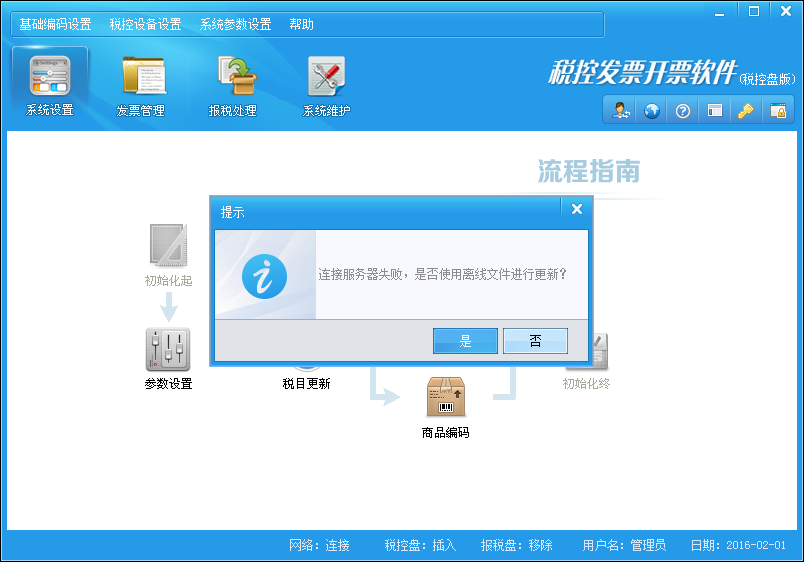 基础编码设置 税控设备设置 系统参数设置 帮助
税控发票开票软件(税控盘版)
Settings
系统设置 发票管理 报税处理 系统维护
流程指南
提示
初始化起
连接服务器失败，是否使用离线文件进行更新？
是 否
参数设置 税目更新 初始化终
商品编码
网络：连接 税控盘：插入 报税盘：移除 用户名：管理员 日期：2016-02-01